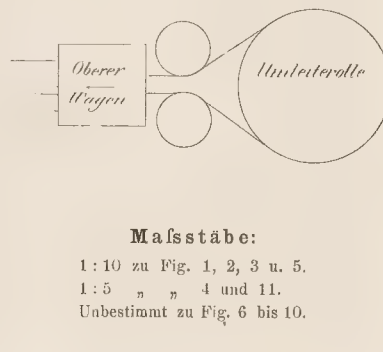 Oberer
Umleiterolle
Wagen
Maſsstäbe:
1 : 10 zu Fig. 1, 2, 3 u. 5.
1 : 5 „ „ 4 und 11.
Unbestimmt zu Fig. 6 bis 10.